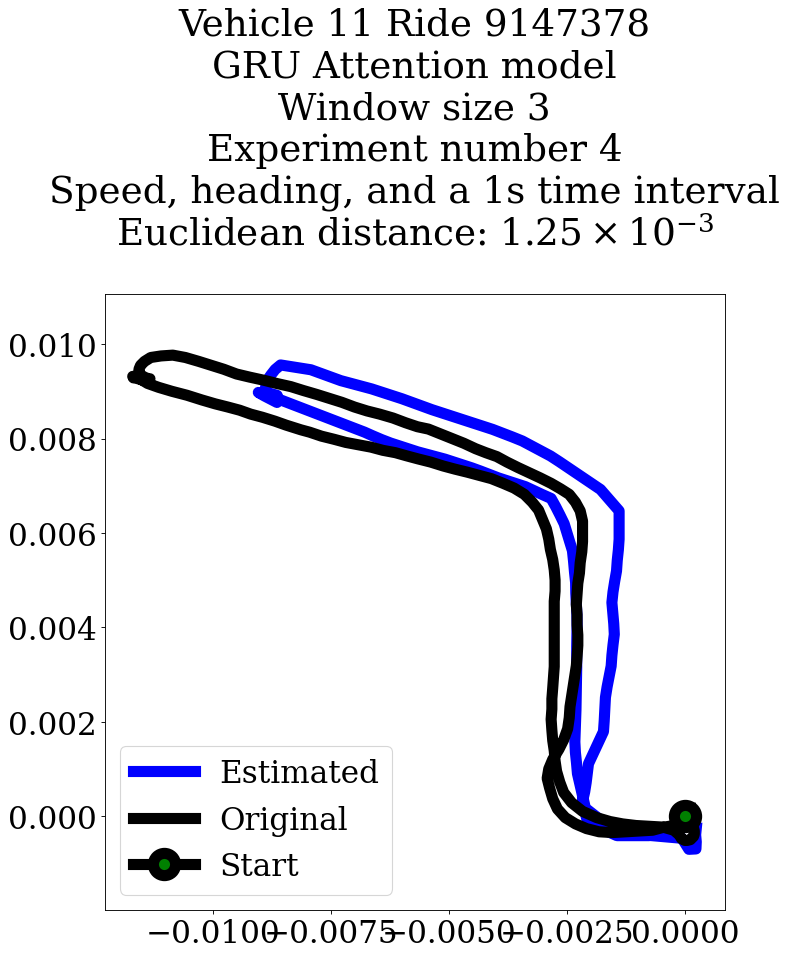 Vehicle 11 Ride 9147378
GRU Attention model
Window size 3
Experiment number 4
Speed, heading, and a 1s time interval
Euclidean distance: 1.25 × 10⁻³
0.010
0.008
0.006
0.004
0.002
0.000
Estimated
Original
Start
−0.0100 −0.0075 −0.0050 −0.0025 0.0000